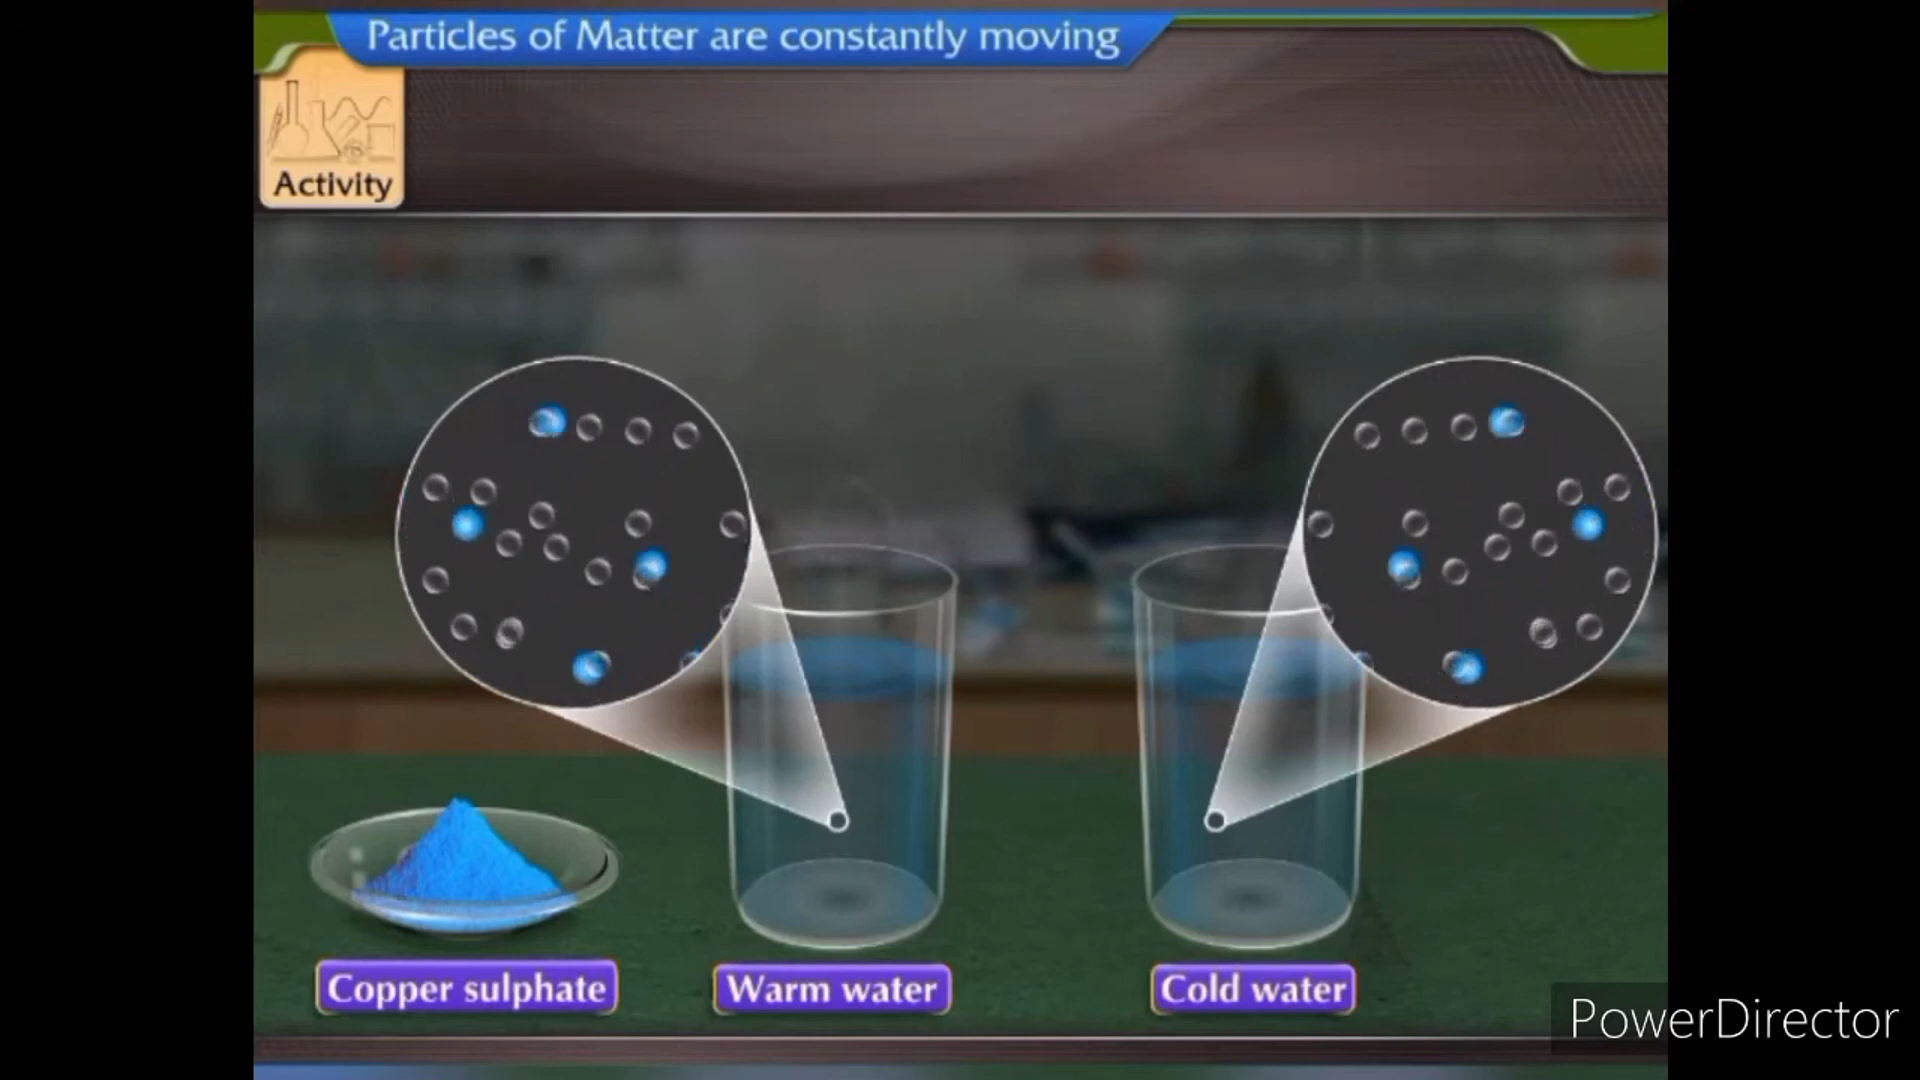 Particles of Matter are constantly moving
Activity
Copper sulphate
Warm water
Cold water
PowerDirector